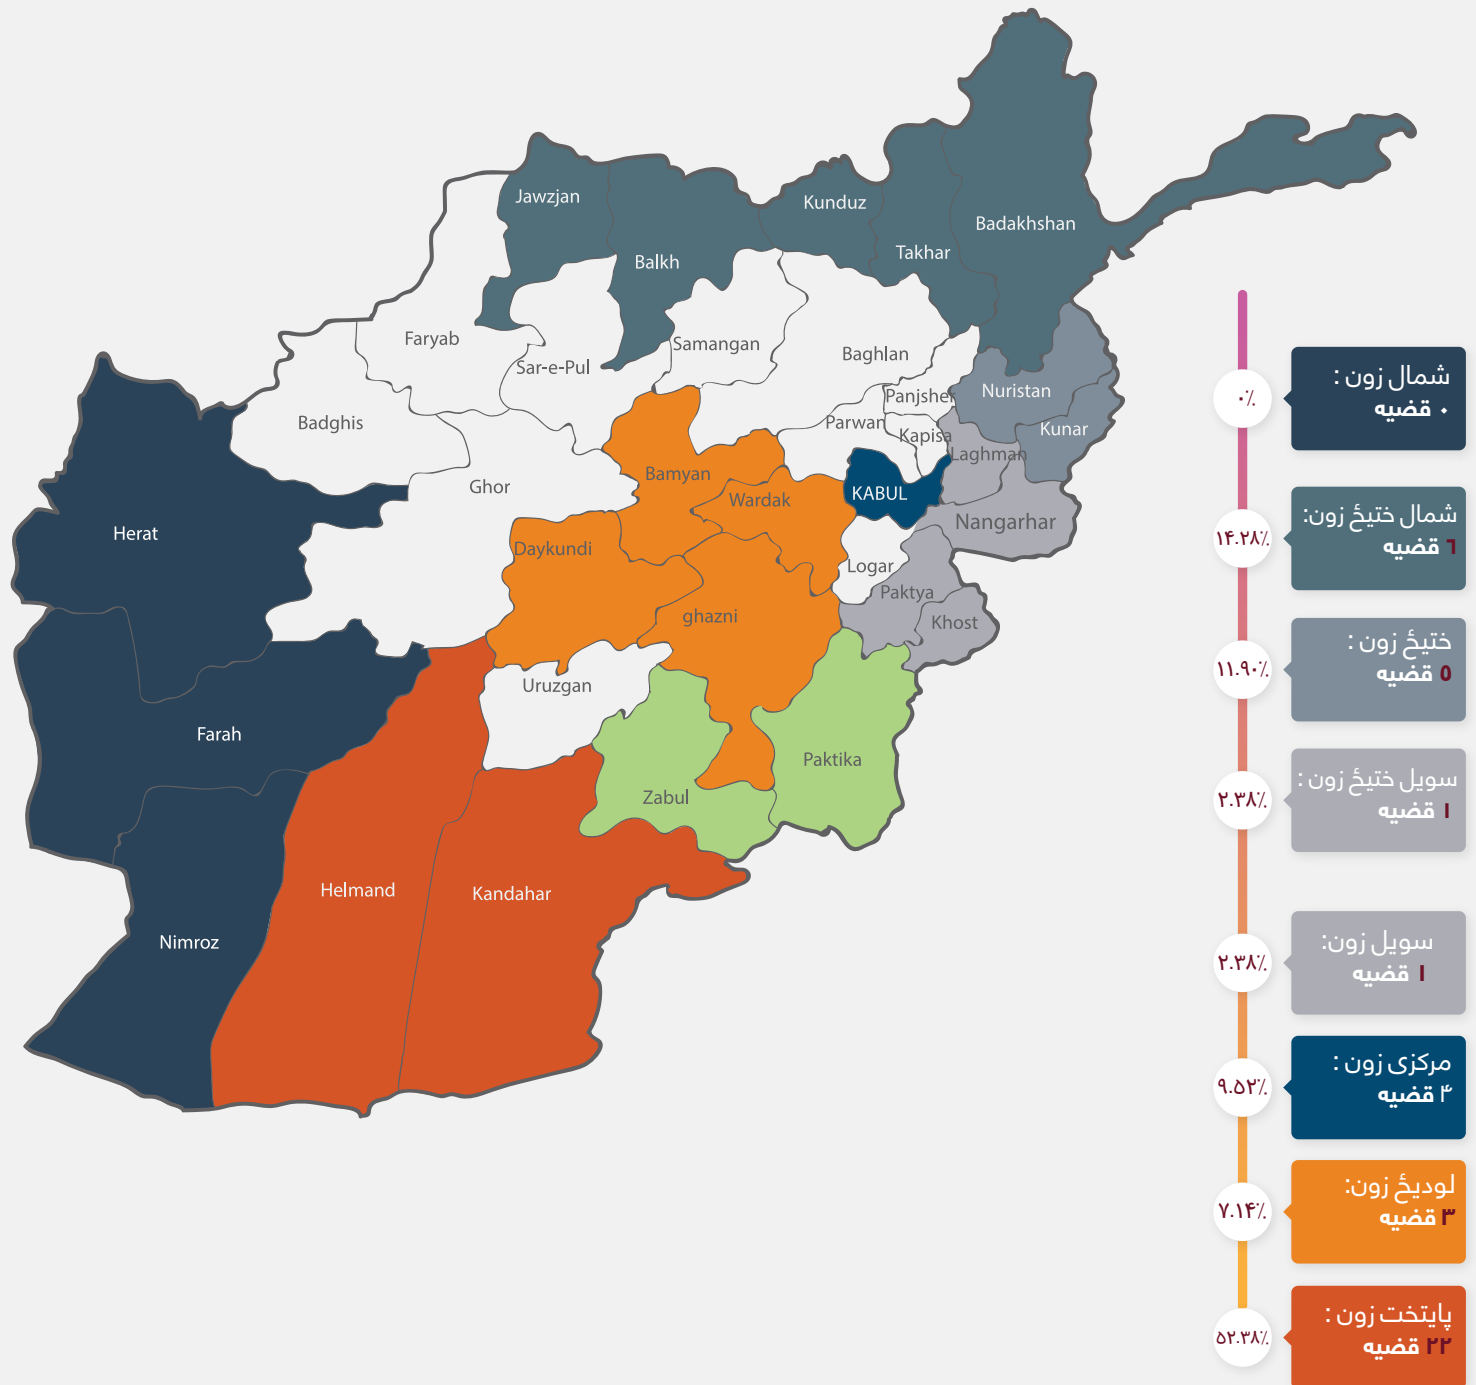 Jawzjan
Kunduz
Badakhshan
Takhar
Balkh
Faryab
Samangan
Baghlan
Sar-e-Pul
Nuristan
Panjsher
Badghis
Parwan
Kapisa
Kunar
Laghman
Bamyan
Ghor
Wardak
KABUL
Nangarhar
Herat
Daykundi
Logar
Paktya
ghazni
Khost
Uruzgan
Farah
Paktika
Zabul
Helmand
Kandahar
Nimroz
شمال زون :
۰ قضیه
۰٪
شمال ختیځ زون:
٦ قضیه
۱۴.۲۸٪
ختیځ زون :
۵ قضیه
۱۱.۹۰٪
سویل ختیځ زون :
۱ قضیه
۲.۳۸٪
سویل زون:
۱ قضیه
۲.۳۸٪
مرکزی زون :
۴ قضیه
۹.۵۲٪
لودیځ زون:
۳ قضیه
۷.۱۴٪
پایتخت زون :
۲۲ قضیه
۵۲.۳۸٪